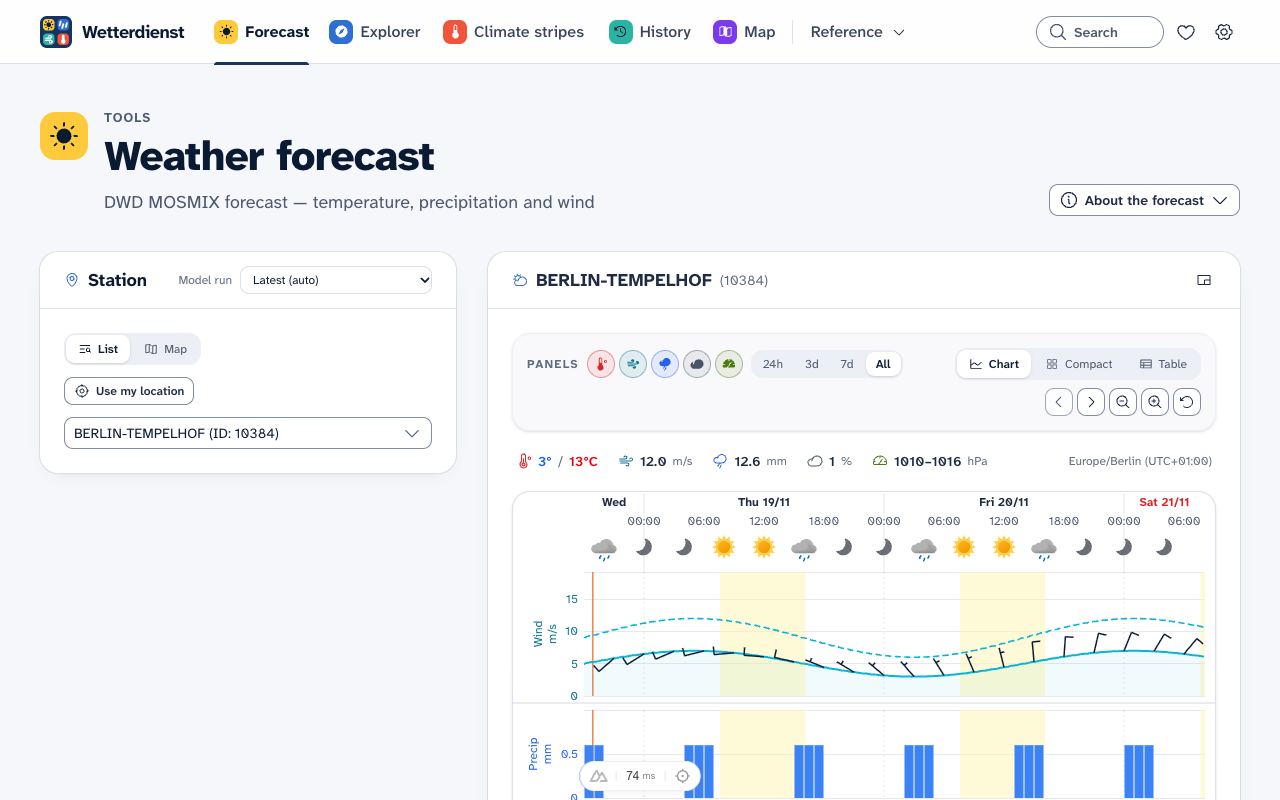 Wetterdienst Forecast Explorer Climate stripes History Map Reference Search
TOOLS
Weather forecast
DWD MOSMIX forecast — temperature, precipitation and wind
About the forecast
Station Model run Latest (auto)
List Map
Use my location
BERLIN-TEMPELHOF (ID: 10384)
BERLIN-TEMPELHOF (10384)
PANELS 24h 3d 7d All Chart Compact Table
3° / 13°C 12.0 m/s 12.6 mm 1 % 1010–1016 hPa Europe/Berlin (UTC+01:00)
Wed Thu 19/11 Fri 20/11 Sat 21/11
00:00 06:00 12:00 18:00 00:00 06:00 12:00 18:00 00:00 06:00
Wind
m/s
15
10
5
0
Precip
mm
0.5
0
74 ms